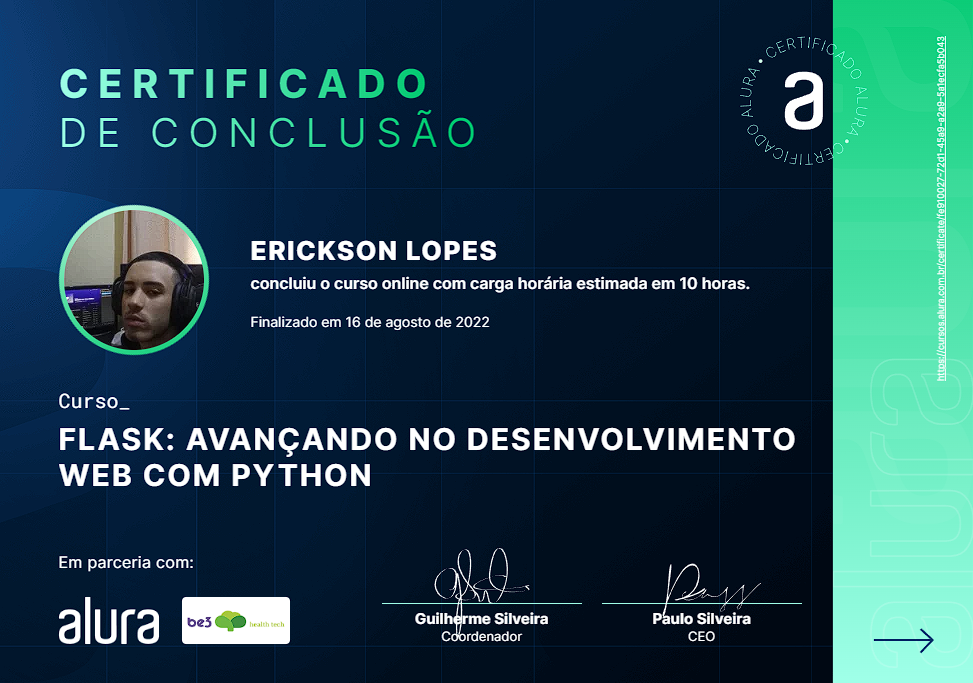 CERTIFICADO
DE CONCLUSÃO
CERTIFICADO ALURA • CERTIFICADO ALURA •
a
ERICKSON LOPES
concluiu o curso online com carga horária estimada em 10 horas.
Finalizado em 16 de agosto de 2022
Curso_
FLASK: AVANÇANDO NO DESENVOLVIMENTO
WEB COM PYTHON
Em parceria com:
alura
be3 health tech
Guilherme Silveira
Coordenador
Paulo Silveira
CEO
alura